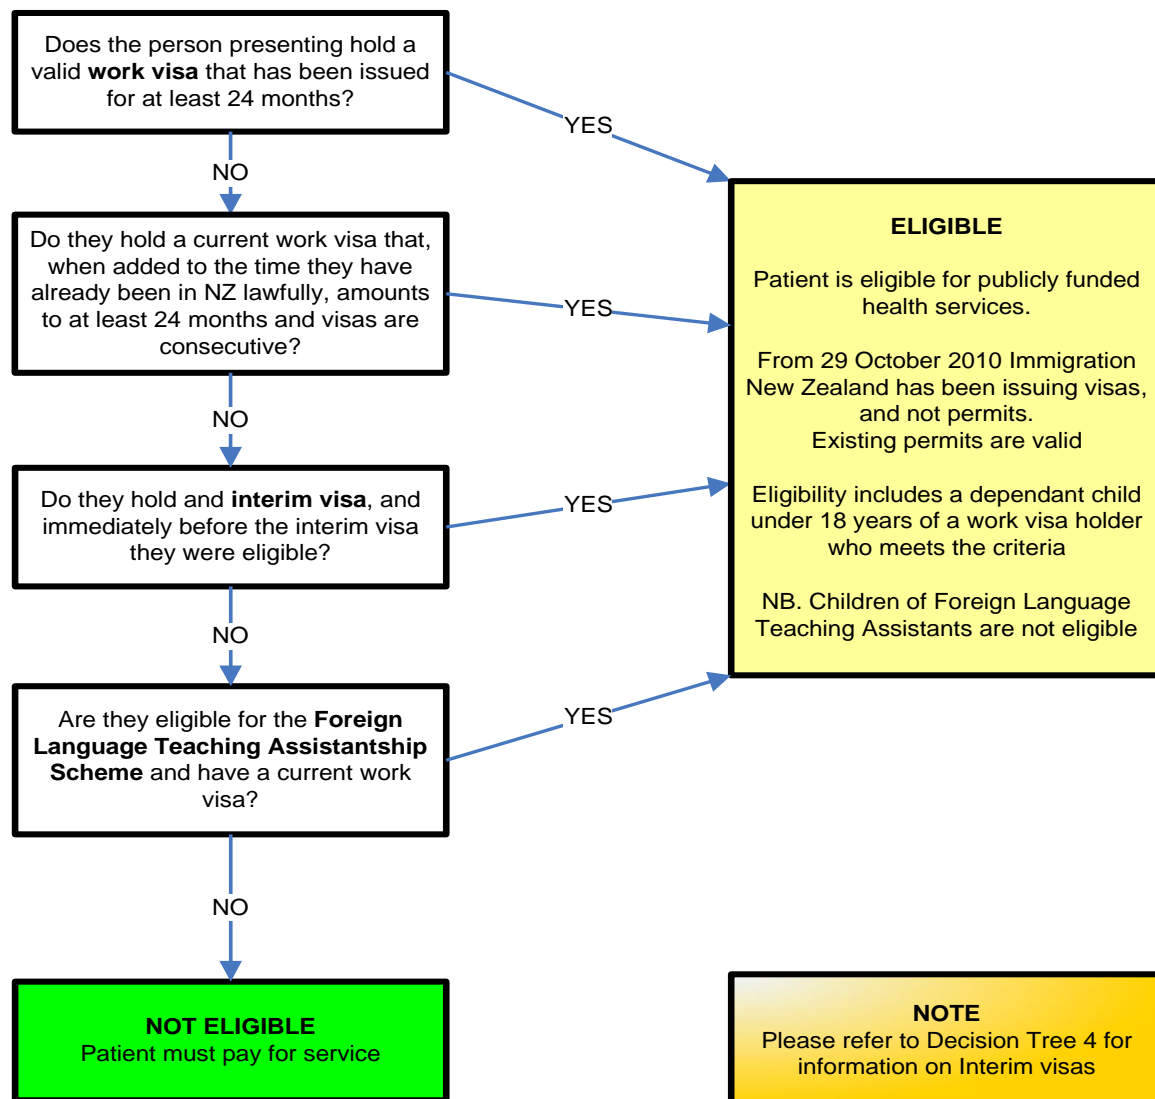 Does the person presenting hold a
valid work visa that has been issued
for at least 24 months?
YES
NO
Do they hold a current work visa that,
when added to the time they have
already been in NZ lawfully, amounts
to at least 24 months and visas are
consecutive?
YES
NO
Do they hold and interim visa, and
immediately before the interim visa
they were eligible?
YES
NO
Are they eligible for the Foreign
Language Teaching Assistantship
Scheme and have a current work
visa?
YES
NO
ELIGIBLE
Patient is eligible for publicly funded
health services.
From 29 October 2010 Immigration
New Zealand has been issuing visas,
and not permits.
Existing permits are valid
Eligibility includes a dependant child
under 18 years of a work visa holder
who meets the criteria
NB. Children of Foreign Language
Teaching Assistants are not eligible
NOT ELIGIBLE
Patient must pay for service
NOTE
Please refer to Decision Tree 4 for
information on Interim visas